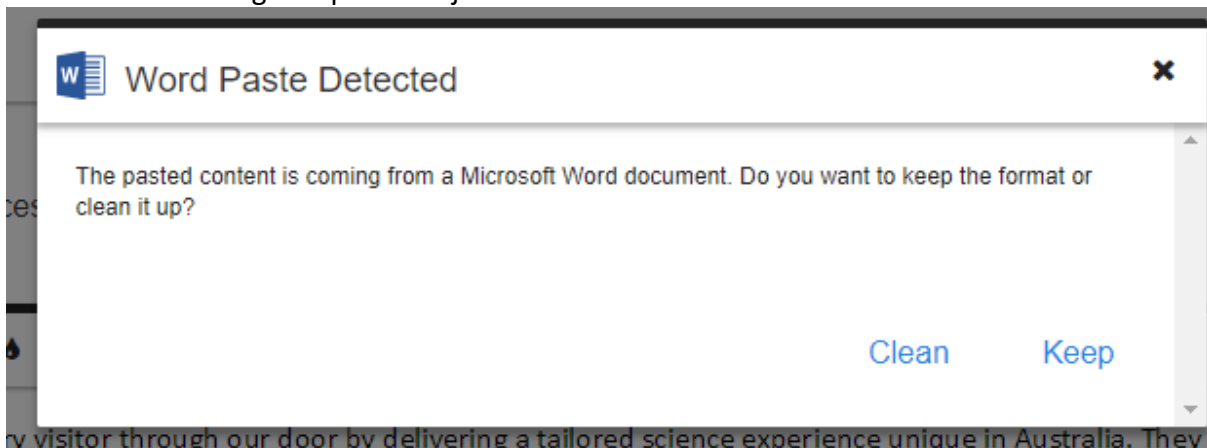 W Word Paste Detected
The pasted content is coming from a Microsoft Word document. Do you want to keep the format or
clean it up?
Clean Keep
visitor through our door by delivering a tailored science experience unique in Australia. They